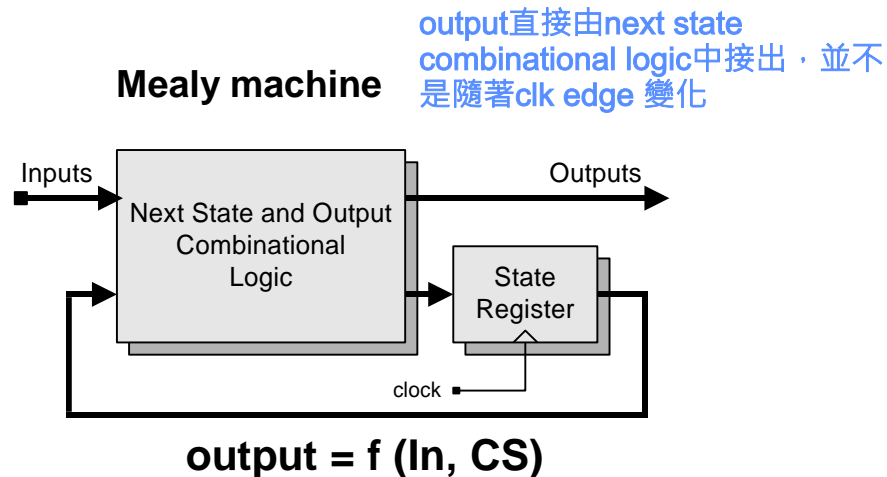 output直接由next state
combinational logic中接出，並不
是隨著clk edge 變化
Mealy machine
Inputs
Outputs
Next State and Output
Combinational
Logic
State
Register
clock
output = f (In, CS)